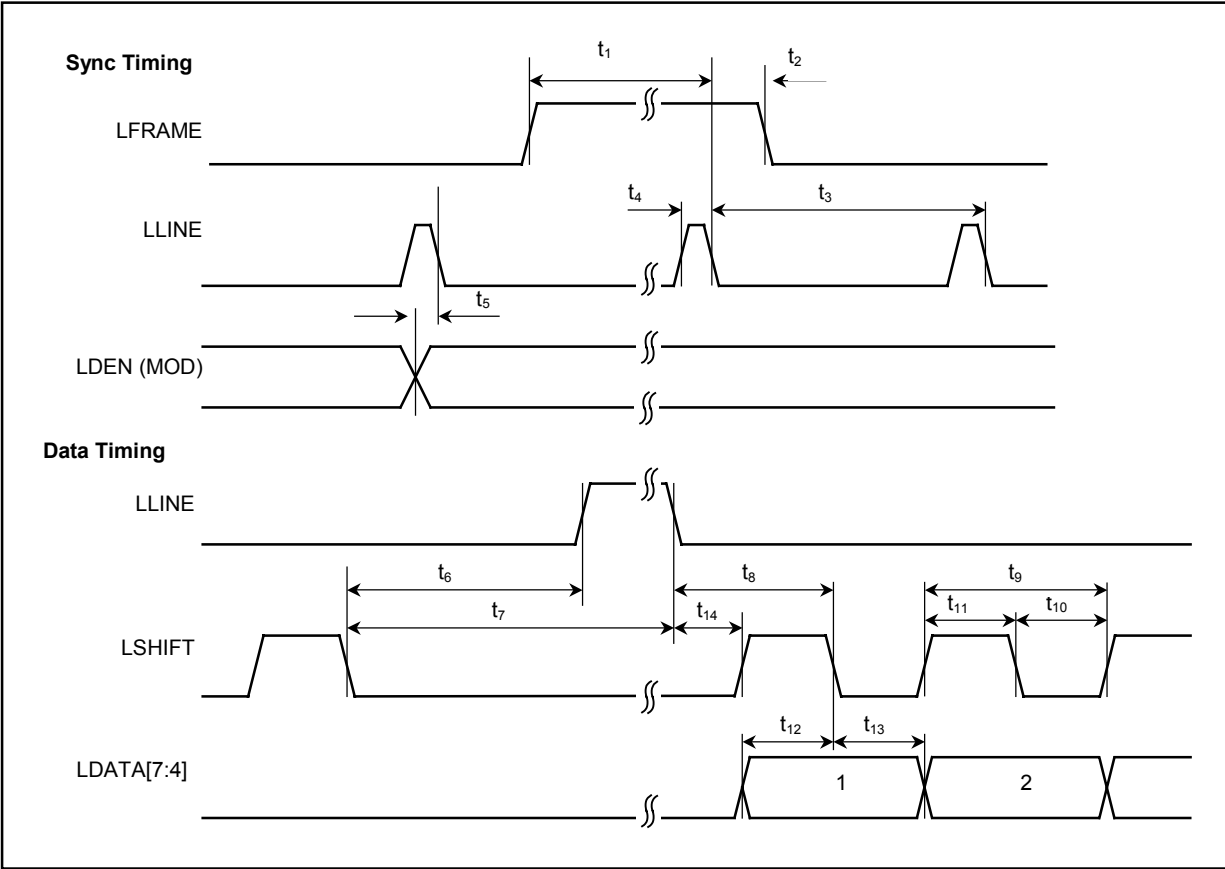 Sync Timing
t1
t2
LFRAME
t4
t3
LLINE
t5
LDEN (MOD)
Data Timing
LLINE
t6
t8
t9
t7
t14
t11
t10
LSHIFT
t12
t13
LDATA[7:4]
1
2